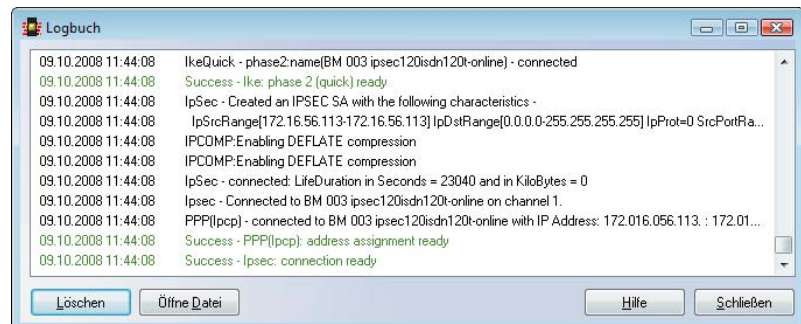 Logbuch
09.10.2008 11:44:08 IkeQuick - phase2:name(BM 003 ipsec120isdn120t-online) - connected
09.10.2008 11:44:08 Success - Ike: phase 2 (quick) ready
09.10.2008 11:44:08 IpSec - Created an IPSEC SA with the following characteristics -
09.10.2008 11:44:08 IpSrcRange[172.16.56.113-172.16.56.113] IpDstRange[0.0.0.0-255.255.255.255] IpProt=0 SrcPortRa...
09.10.2008 11:44:08 IPCOMP:Enabling DEFLATE compression
09.10.2008 11:44:08 IPCOMP:Enabling DEFLATE compression
09.10.2008 11:44:08 IpSec - connected: LifeDuration in Seconds = 23040 and in KiloBytes = 0
09.10.2008 11:44:08 Ipsec - Connected to BM 003 ipsec120isdn120t-online on channel 1.
09.10.2008 11:44:08 PPP(Ipcp) - connected to BM 003 ipsec120isdn120t-online with IP Address: 172.016.056.113. : 172.01...
09.10.2008 11:44:08 Success - PPP(Ipcp): address assignment ready
09.10.2008 11:44:08 Success - Ipsec: connection ready
Löschen Öffne Datei Hilfe Schließen